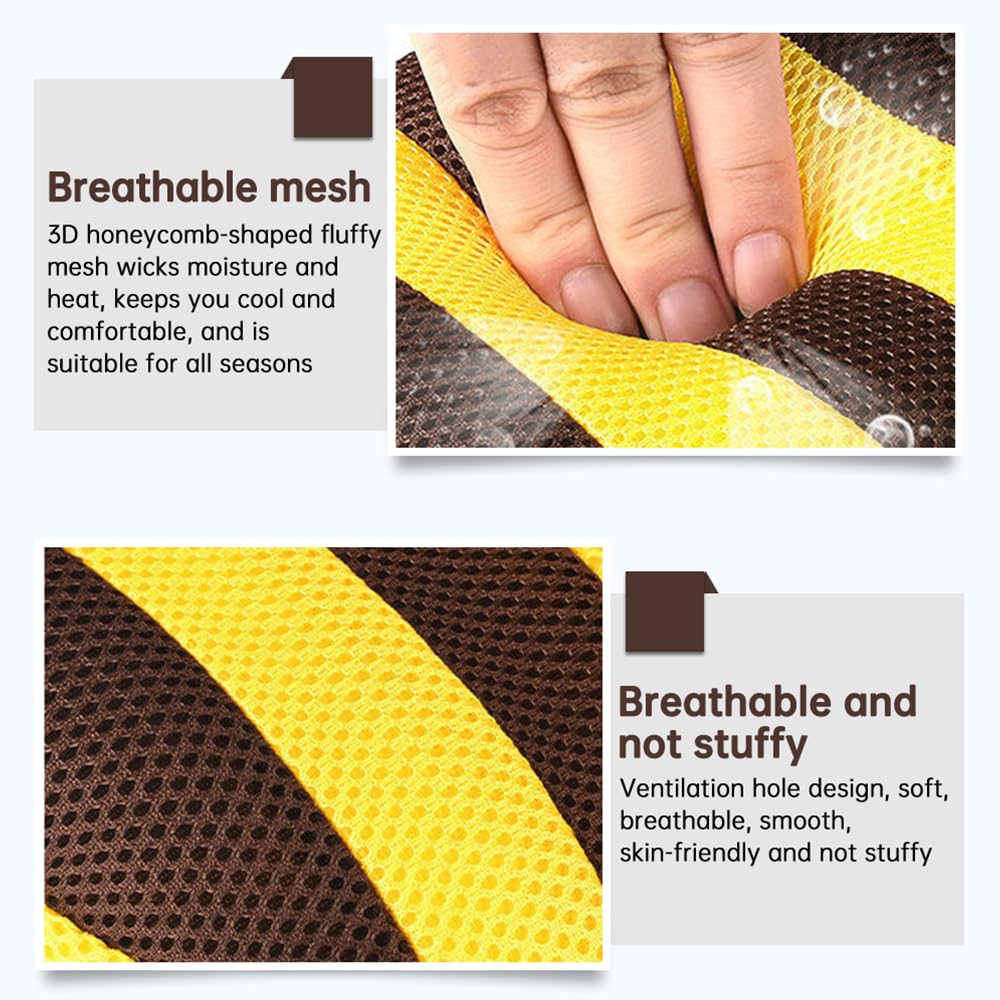 Breathable mesh
3D honeycomb-shaped fluffy
mesh wicks moisture and
heat, keeps you cool and
comfortable, and is
suitable for all seasons
Breathable and
not stuffy
Ventilation hole design, soft,
breathable, smooth,
skin-friendly and not stuffy